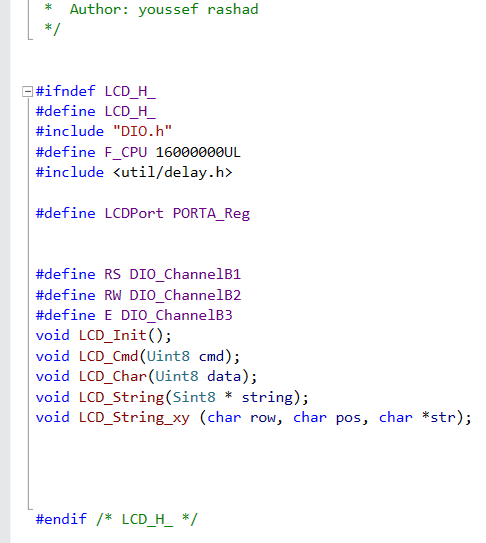 * Author: youssef rashad
*/
#ifndef LCD_H_
#define LCD_H_
#include "DIO.h"
#define F_CPU 16000000UL
#include <util/delay.h>
#define LCDPort PORTA_Reg
#define RS DIO_ChannelB1
#define RW DIO_ChannelB2
#define E DIO_ChannelB3
void LCD_Init();
void LCD_Cmd(Uint8 cmd);
void LCD_Char(Uint8 data);
void LCD_String(Sint8 * string);
void LCD_String_xy (char row, char pos, char *str);
#endif /* LCD_H_ */